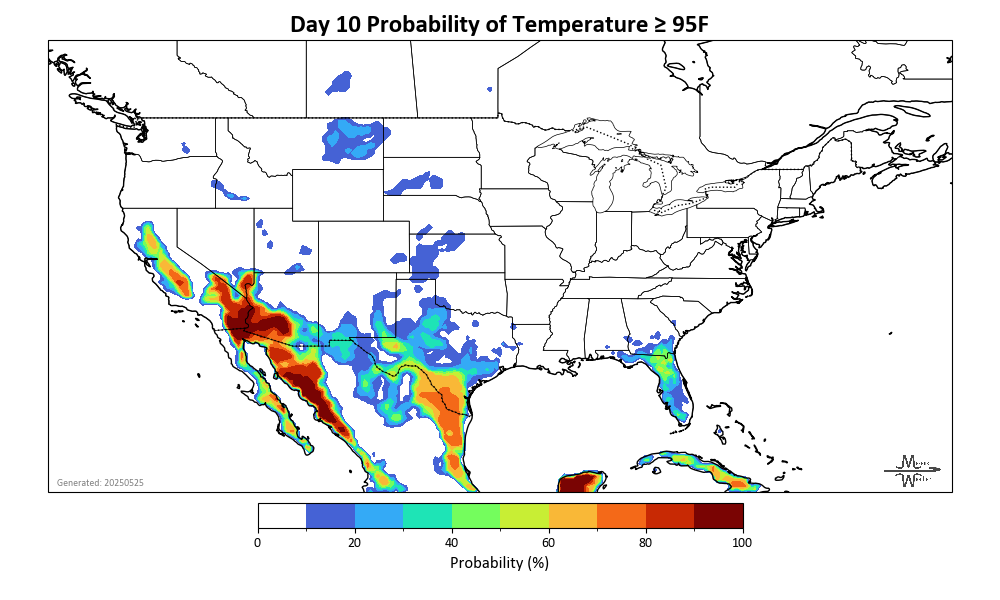 Day 10 Probability of Temperature ≥ 95F
Generated: 20250525
0 20 40 60 80 100
Probability (%)